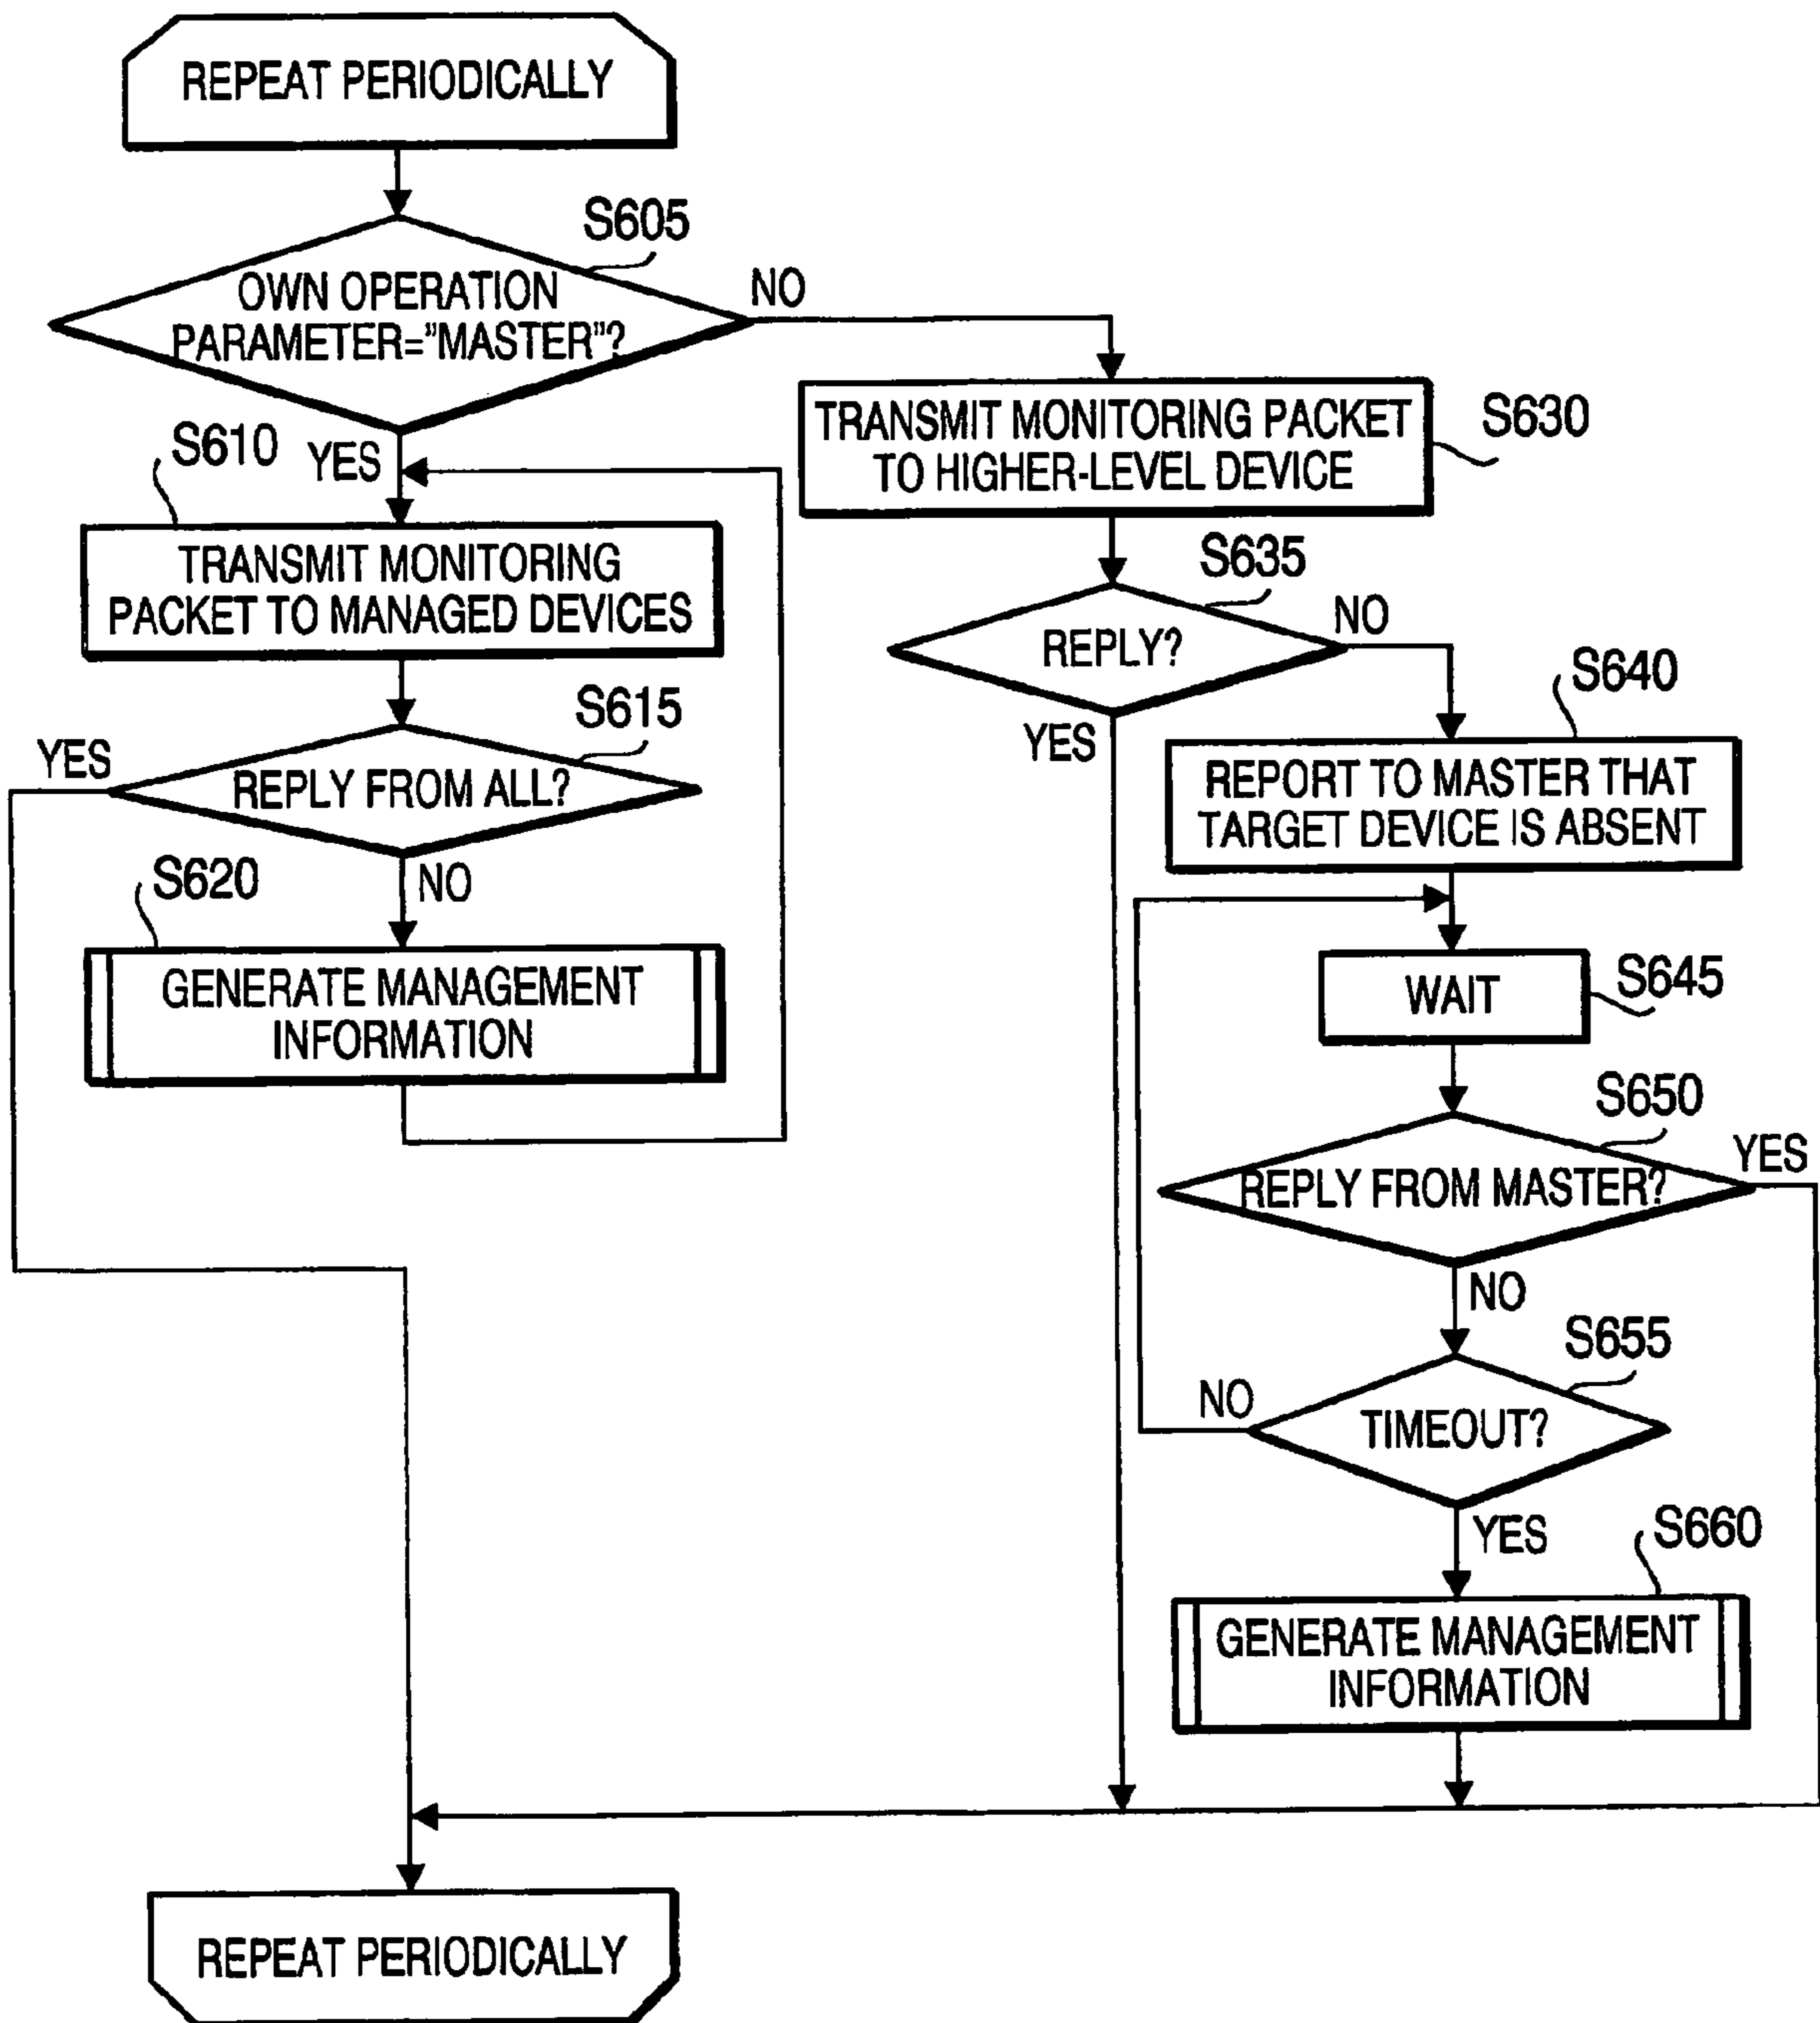 REPEAT PERIODICALLY
S605
OWN OPERATION
PARAMETER="MASTER"?
NO
YES
S610
TRANSMIT MONITORING
PACKET TO MANAGED DEVICES
S615
REPLY FROM ALL?
YES
NO
S620
GENERATE MANAGEMENT
INFORMATION
TRANSMIT MONITORING PACKET
TO HIGHER-LEVEL DEVICE
S630
S635
REPLY?
NO
YES
S640
REPORT TO MASTER THAT
TARGET DEVICE IS ABSENT
WAIT
S645
S650
REPLY FROM MASTER?
YES
NO
S655
TIMEOUT?
NO
YES
S660
GENERATE MANAGEMENT
INFORMATION
REPEAT PERIODICALLY